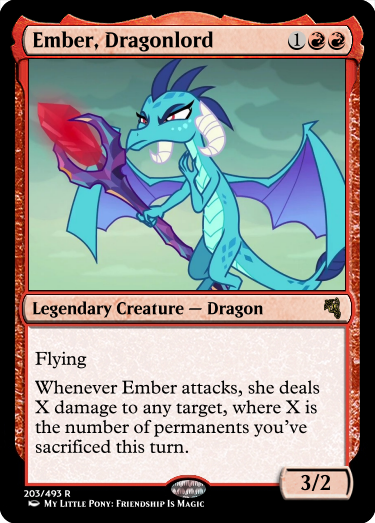 Ember, Dragonlord 1
Legendary Creature — Dragon
Flying
Whenever Ember attacks, she deals
X damage to any target, where X is
the number of permanents you've
sacrificed this turn.
3/2
203/493 R
My Little Pony: Friendship Is Magic